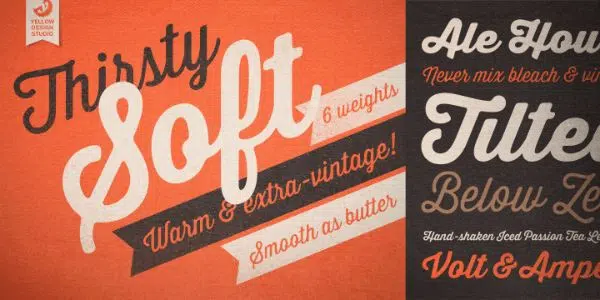 YELLOW
DESIGN
STUDIO
Thirsty
Soft
6 weights
Warm & extra-vintage!
Smooth as butter
Ale Hou
Never mix bleach & vin
Tilte
Below Ze
Hand-shaken Iced Passion Tea Le
Volt & Ampe